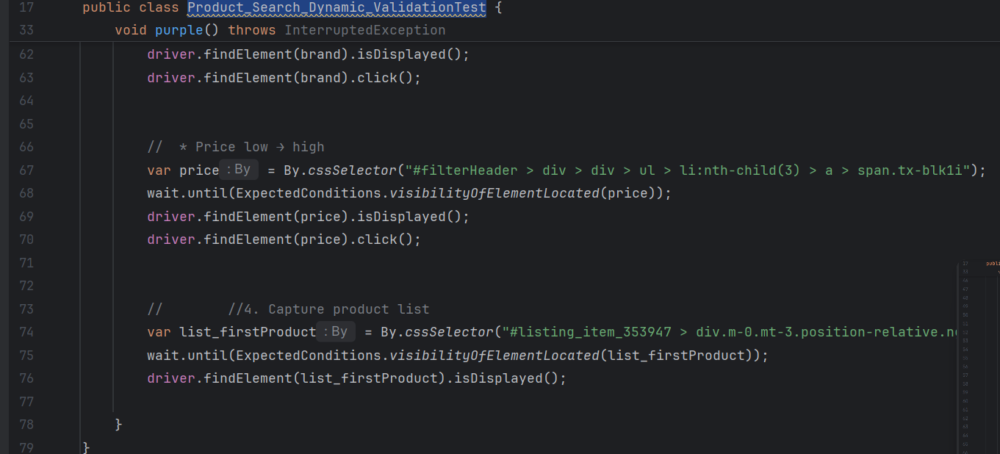 17 public class Product_Search_Dynamic_ValidationTest {
33 void purple() throws InterruptedException
62 driver.findElement(brand).isDisplayed();
63 driver.findElement(brand).click();
64
65
66 //  * Price low → high
67 var price : By = By.cssSelector("#filterHeader > div > div > ul > li:nth-child(3) > a > span.tx-blk1i");
68 wait.until(ExpectedConditions.visibilityOfElementLocated(price));
69 driver.findElement(price).isDisplayed();
70 driver.findElement(price).click();
71
72
73 //        //4. Capture product list
74 var list_firstProduct : By = By.cssSelector("#listing_item_353947 > div.m-0.mt-3.position-relative.n
75 wait.until(ExpectedConditions.visibilityOfElementLocated(list_firstProduct));
76 driver.findElement(list_firstProduct).isDisplayed();
77
78 }
79 }